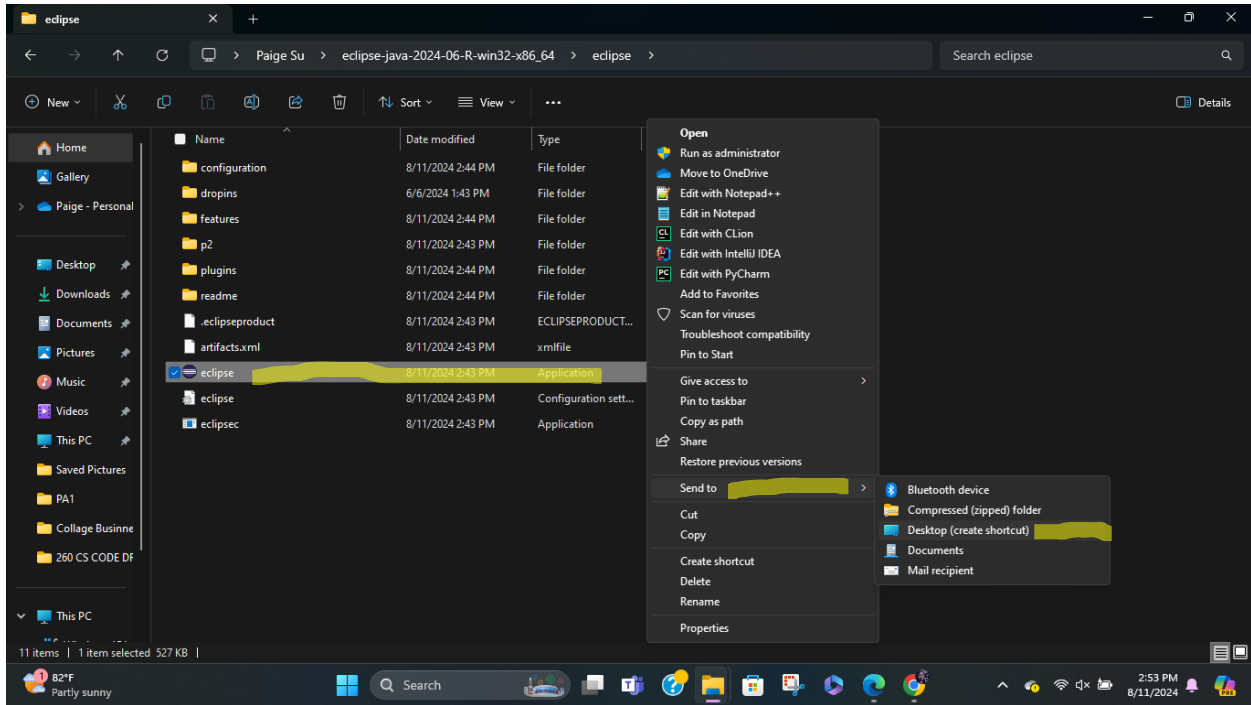 eclipse
Paige Su > eclipse-java-2024-06-R-win32-x86_64 > eclipse >
Search eclipse
New
Sort
View
Details
Home
Gallery
Paige - Personal
Desktop
Downloads
Documents
Pictures
Music
Videos
This PC
Saved Pictures
PA1
Collage Businne
260 CS CODE DF
This PC
Name Date modified Type
configuration 8/11/2024 2:44 PM File folder
dropins 6/6/2024 1:43 PM File folder
features 8/11/2024 2:44 PM File folder
p2 8/11/2024 2:43 PM File folder
plugins 8/11/2024 2:44 PM File folder
readme 8/11/2024 2:44 PM File folder
.eclipseproduct 8/11/2024 2:43 PM ECLIPSEPRODUCT...
artifacts.xml 8/11/2024 2:43 PM xmlfile
eclipse 8/11/2024 2:43 PM Application
eclipse 8/11/2024 2:43 PM Configuration sett...
eclipsec 8/11/2024 2:43 PM Application
Open
Run as administrator
Move to OneDrive
Edit with Notepad++
Edit in Notepad
CL
Edit with CLion
Edit with IntelliJ IDEA
PC
Edit with PyCharm
Add to Favorites
Scan for viruses
Troubleshoot compatibility
Pin to Start
Give access to
Pin to taskbar
Copy as path
Share
Restore previous versions
Send to
Cut
Copy
Create shortcut
Delete
Rename
Properties
Bluetooth device
Compressed (zipped) folder
Desktop (create shortcut)
Documents
Mail recipient
11 items | 1 item selected 527 KB |
1
82°F
Partly sunny
Search
2:53 PM
8/11/2024
PRE